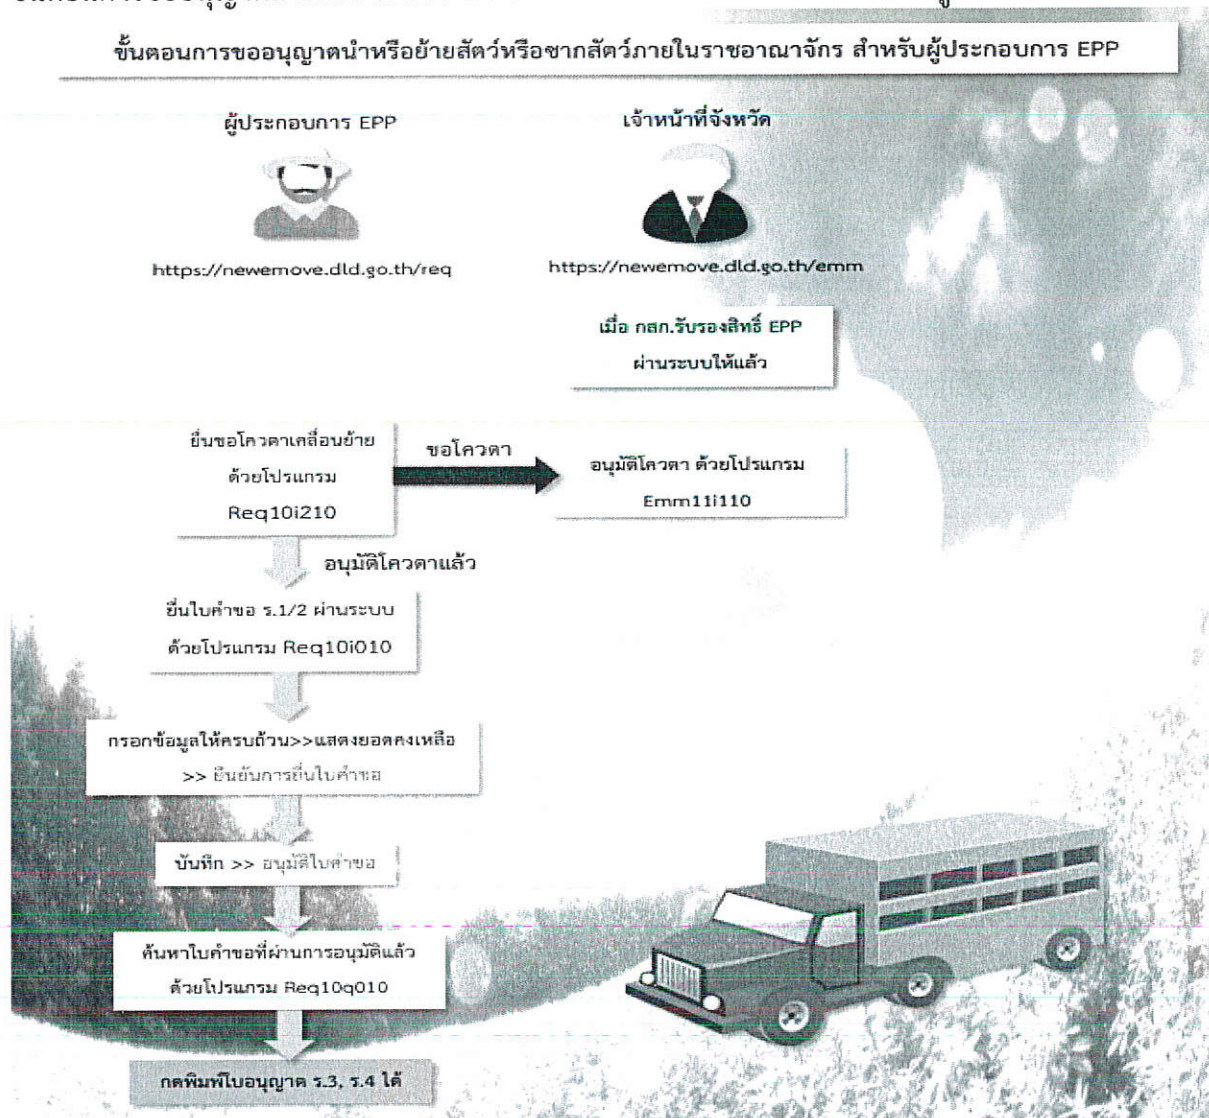 ขั้นตอนการขออนุญาตนำหรือย้ายสัตว์หรือซากสัตว์ภายในราชอาณาจักร สำหรับผู้ประกอบการ EPP
ผู้ประกอบการ EPP
เจ้าหน้าที่จังหวัด
https://newemove.dld.go.th/req
https://newemove.dld.go.th/emm
เมื่อ กสก.รับรองสิทธิ์ EPP
ผ่านระบบให้แล้ว
ยื่นขอโควตาเคลื่อนย้าย
ด้วยโปรแกรม
Req10i210
ขอโควตา
อนุมัติโควตา ด้วยโปรแกรม
Emm11i110
อนุมัติโควตาแล้ว
ยื่นใบคำขอ ร.1/2 ผ่านระบบ
ด้วยโปรแกรม Req10i010
กรอกข้อมูลให้ครบถ้วน>>แสดงยอดคงเหลือ
>> ยืนยันการยื่นใบคำขอ
บันทึก >> อนุมัติใบคำขอ
ค้นหาใบคำขอที่ผ่านการอนุมัติแล้ว
ด้วยโปรแกรม Req10q010
กดพิมพ์ใบอนุญาต ร.3, ร.4 ได้